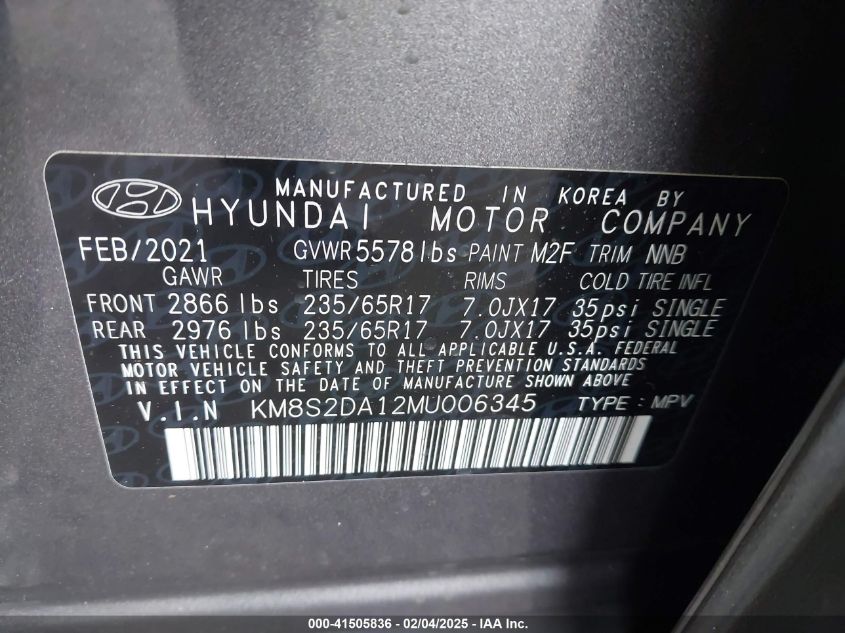 MANUFACTURED IN KOREA BY
HYUNDAI MOTOR COMPANY
FEB/2021 GVWR 5578 lbs PAINT M2F TRIM NNB
GAWR TIRES RIMS COLD TIRE INFL
FRONT 2866 lbs 235/65R17 7.0JX17 35psi SINGLE
REAR 2976 lbs 235/65R17 7.0JX17 35psi SINGLE
THIS VEHICLE CONFORMS TO ALL APPLICABLE U.S.A. FEDERAL
MOTOR VEHICLE SAFETY AND THEFT PREVENTION STANDARDS
IN EFFECT ON THE DATE OF MANUFACTURE SHOWN ABOVE
V.I.N KM8S2DA12MU006345 TYPE : MPV
000-41505836 - 02/04/2025 - IAA Inc.